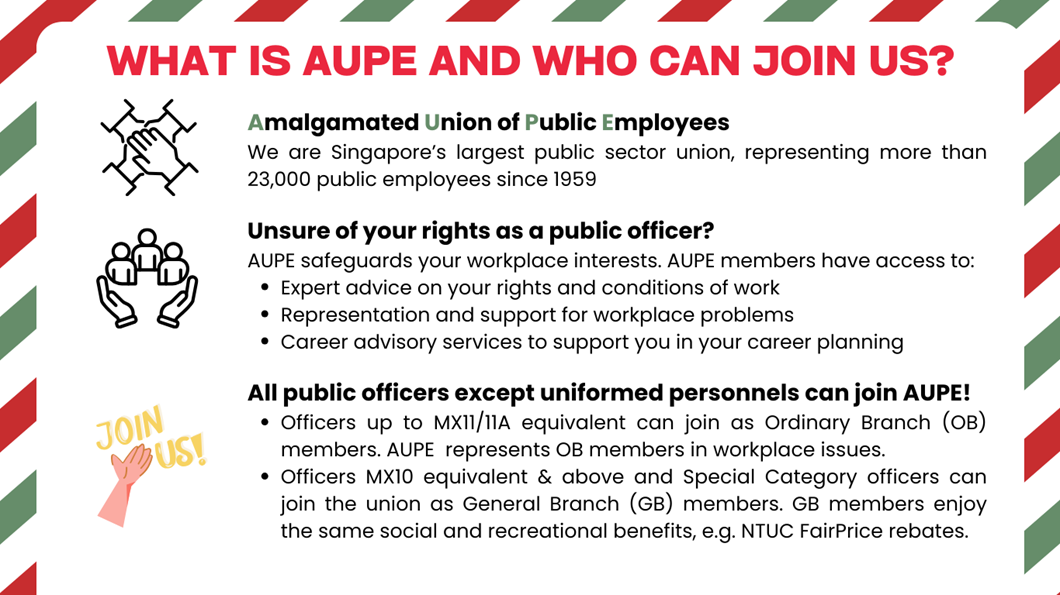 WHAT IS AUPE AND WHO CAN JOIN US?
Amalgamated Union of Public Employees
We are Singapore's largest public sector union, representing more than
23,000 public employees since 1959
Unsure of your rights as a public officer?
AUPE safeguards your workplace interests. AUPE members have access to:
• Expert advice on your rights and conditions of work
• Representation and support for workplace problems
• Career advisory services to support you in your career planning
All public officers except uniformed personnels can join AUPE!
• Officers up to MX11/11A equivalent can join as Ordinary Branch (OB)
members. AUPE represents OB members in workplace issues.
• Officers MX10 equivalent & above and Special Category officers can
join the union as General Branch (GB) members. GB members enjoy
the same social and recreational benefits, e.g. NTUC FairPrice rebates.
JOIN
US!